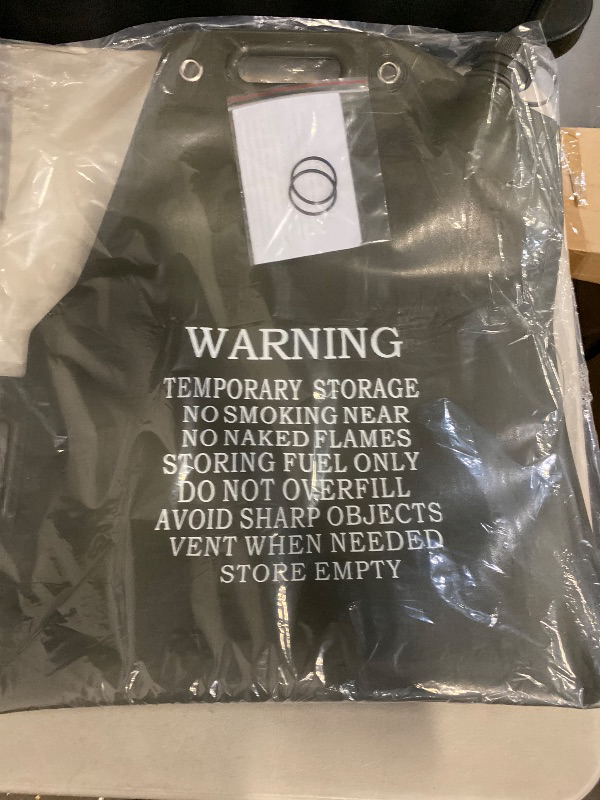 WARNING
TEMPORARY STORAGE
NO SMOKING NEAR
NO NAKED FLAMES
STORING FUEL ONLY
DO NOT OVERFILL
AVOID SHARP OBJECTS
VENT WHEN NEEDED
STORE EMPTY